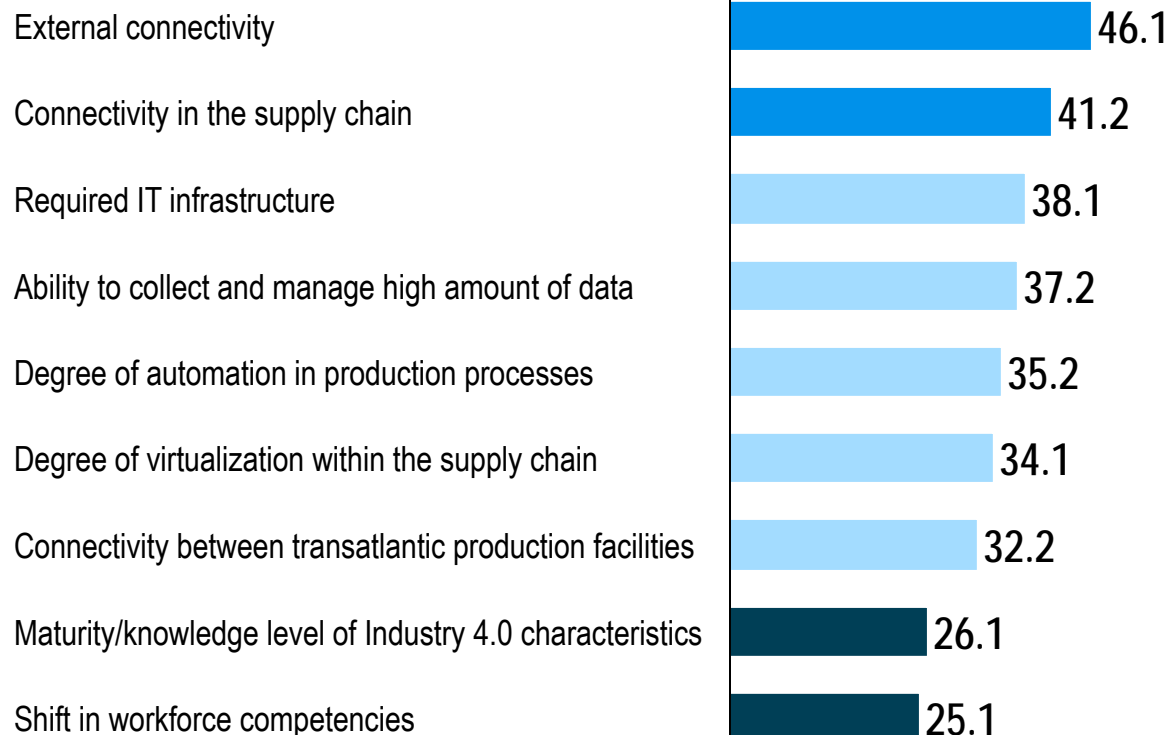 External connectivity 46.1
Connectivity in the supply chain 41.2
Required IT infrastructure 38.1
Ability to collect and manage high amount of data 37.2
Degree of automation in production processes 35.2
Degree of virtualization within the supply chain 34.1
Connectivity between transatlantic production facilities 32.2
Maturity/knowledge level of Industry 4.0 characteristics 26.1
Shift in workforce competencies 25.1